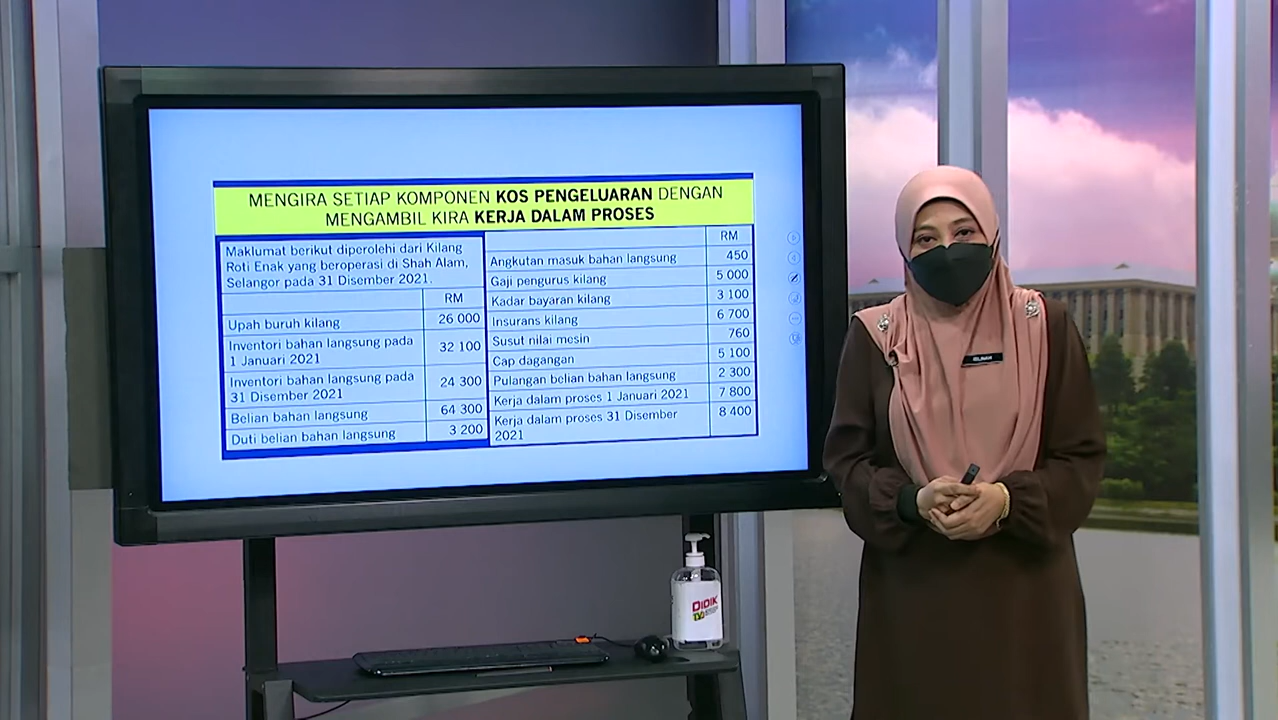 MENGIRA SETIAP KOMPONEN KOS PENGELUARAN DENGAN
MENGAMBIL KIRA KERJA DALAM PROSES
Maklumat berikut diperolehi dari Kilang
Roti Enak yang beroperasi di Shah Alam,
Selangor pada 31 Disember 2021.
RM
Upah buruh kilang 26 000
Inventori bahan langsung pada
1 Januari 2021 32 100
Inventori bahan langsung pada
31 Disember 2021 24 300
Belian bahan langsung 64 300
Duti belian bahan langsung 3 200
RM
Angkutan masuk bahan langsung 450
Gaji pengurus kilang 5 000
Kadar bayaran kilang 3 100
Insurans kilang 6 700
Susut nilai mesin 760
Cap dagangan 5 100
Pulangan belian bahan langsung 2 300
Kerja dalam proses 1 Januari 2021 7 800
Kerja dalam proses 31 Disember
2021 8 400
DIDIK